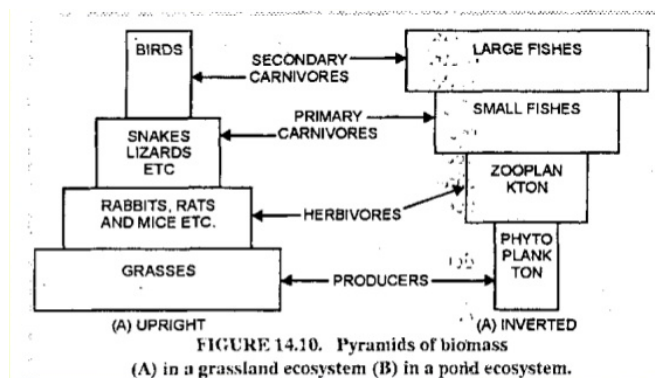 BIRDS
SECONDARY
CARNIVORES
LARGE FISHES
PRIMARY
CARNIVORES
SMALL FISHES
SNAKES
LIZARDS
ETC
ZOOPLAN
KTON
RABBITS, RATS
AND MICE ETC.
HERBIVORES
PHYTO
PLANK
TON
GRASSES
PRODUCERS
(A) UPRIGHT
(A) INVERTED
FIGURE 14.10. Pyramids of biomass
(A) in a grassland ecosystem (B) in a pond ecosystem.